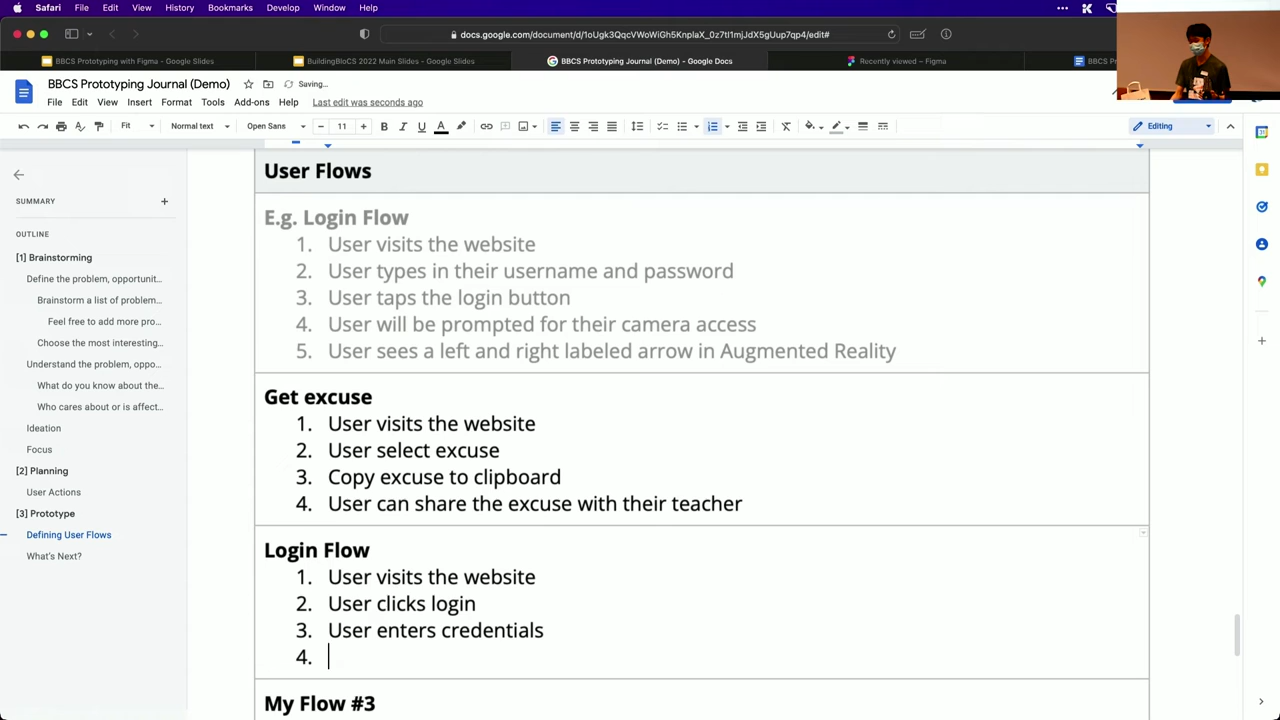 Safari File Edit View History Bookmarks Develop Window Help
docs.google.com/document/d/1oUgk3QqcVWoWiGh5KnplaX_0z7tI1mjJdX5gUup7qp4/edit#
BBCS Prototyping with Figma - Google Slides
BuildingBloCS 2022 Main Slides - Google Slides
BBCS Prototyping Journal (Demo) - Google Docs
Recently viewed – Figma
BBCS Pro
BBCS Prototyping Journal (Demo)
Saving...
File Edit View Insert Format Tools Add-ons Help Last edit was seconds ago
Fit Normal text Open Sans 11 Editing
SUMMARY
OUTLINE
[1] Brainstorming
Define the problem, opportunit...
Brainstorm a list of problem...
Feel free to add more pro...
Choose the most interesting...
Understand the problem, oppo...
What do you know about the...
Who cares about or is affect...
Ideation
Focus
[2] Planning
User Actions
[3] Prototype
Defining User Flows
What's Next?
User Flows
E.g. Login Flow
1. User visits the website
2. User types in their username and password
3. User taps the login button
4. User will be prompted for their camera access
5. User sees a left and right labeled arrow in Augmented Reality
Get excuse
1. User visits the website
2. User select excuse
3. Copy excuse to clipboard
4. User can share the excuse with their teacher
Login Flow
1. User visits the website
2. User clicks login
3. User enters credentials
4.
My Flow #3